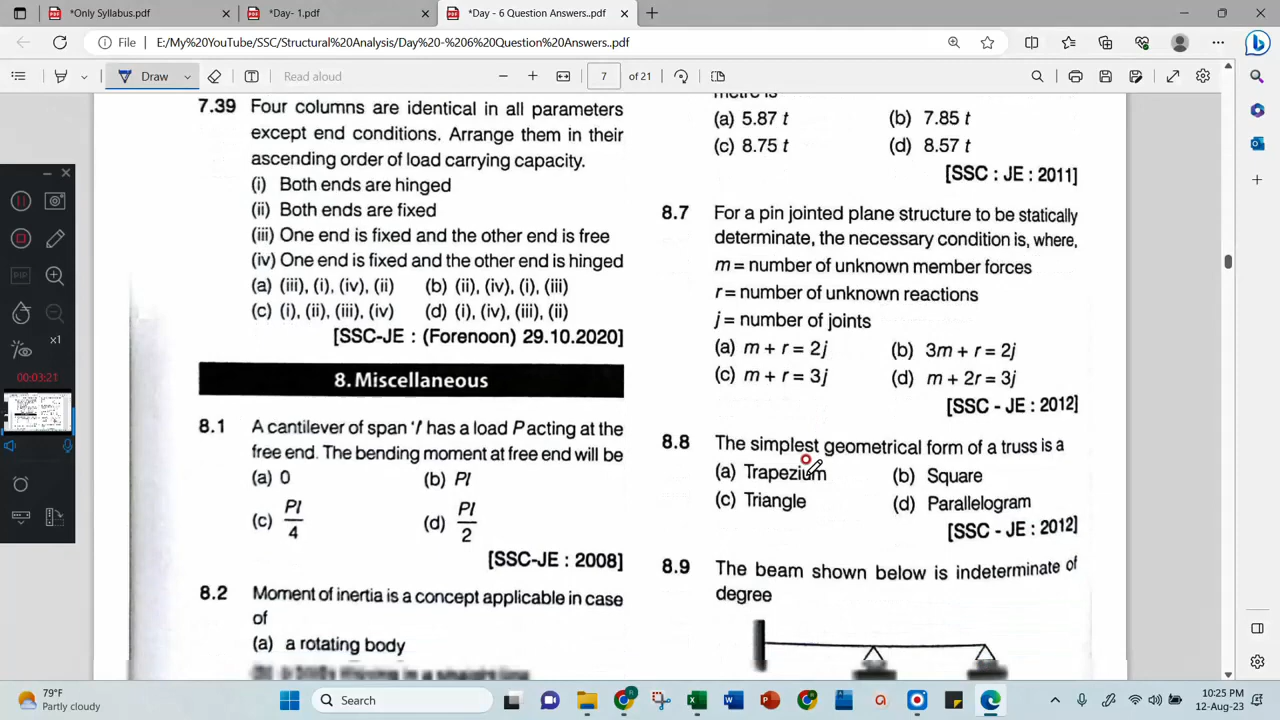 *Only Syllabus.pdf
*Day- 1.pdf
*Day - 6 Question Answers..pdf
File
E:/My%20YouTube/SSC/Structural%20Analysis/Day%20-%206%20Question%20Answers..pdf
Draw
Read aloud
7
of 21
7.39 Four columns are identical in all parameters
except end conditions. Arrange them in their
ascending order of load carrying capacity.
(i) Both ends are hinged
(ii) Both ends are fixed
(iii) One end is fixed and the other end is free
(iv) One end is fixed and the other end is hinged
(a) (iii), (i), (iv), (ii) (b) (ii), (iv), (i), (iii)
(c) (i), (ii), (iii), (iv) (d) (i), (iv), (iii), (ii)
[SSC-JE : (Forenoon) 29.10.2020]
8. Miscellaneous
8.1 A cantilever of span 'l' has a load P acting at the
free end. The bending moment at free end will be
(a) 0 (b) Pl
(c) Pl/4 (d) Pl/2
[SSC-JE : 2008]
8.2 Moment of inertia is a concept applicable in case
of
(a) a rotating body
metre is
(a) 5.87 t (b) 7.85 t
(c) 8.75 t (d) 8.57 t
[SSC : JE : 2011]
8.7 For a pin jointed plane structure to be statically
determinate, the necessary condition is, where,
m = number of unknown member forces
r = number of unknown reactions
j = number of joints
(a) m + r = 2j (b) 3m + r = 2j
(c) m + r = 3j (d) m + 2r = 3j
[SSC - JE : 2012]
8.8 The simplest geometrical form of a truss is a
(a) Trapezium (b) Square
(c) Triangle (d) Parallelogram
[SSC - JE : 2012]
8.9 The beam shown below is indeterminate of
degree
x1
00:03:21
79°F
Partly cloudy
Search
10:25 PM
12-Aug-23